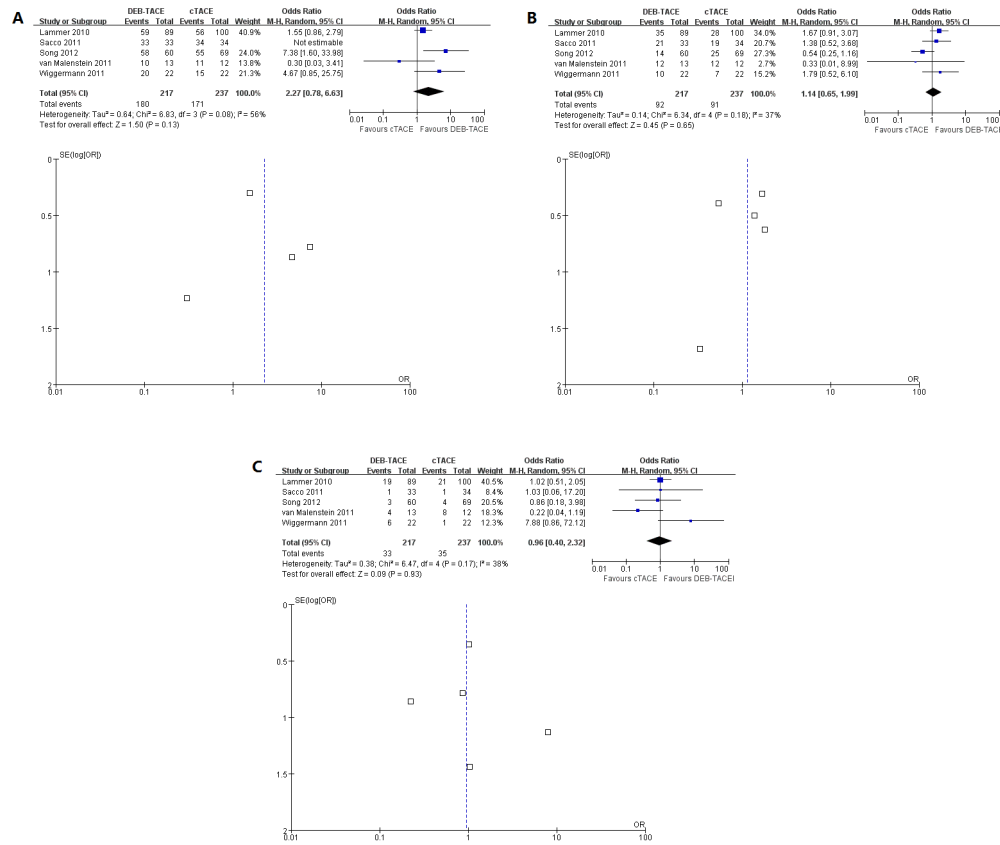 A
DEB-TACE cTACE Odds Ratio Odds Ratio
Study or Subgroup Events Total Events Total Weight M-H, Random, 95% CI M-H, Random, 95% CI
Lammer 2010 59 89 56 100 40.9% 1.55 [0.86, 2.79]
Sacco 2011 33 33 34 34 Not estimable
Song 2012 58 60 55 69 24.0% 7.38 [1.60, 33.98]
van Malenstein 2011 10 13 11 12 13.8% 0.30 [0.03, 3.41]
Wiggermann 2011 20 22 15 22 21.3% 4.67 [0.85, 25.75]
Total (95% CI) 217 237 100.0% 2.27 [0.78, 6.63]
Total events 180 171
Heterogeneity: Tau² = 0.64; Chi² = 6.83, df = 3 (P = 0.08); I² = 56%
Test for overall effect: Z = 1.50 (P = 0.13)
0.01 0.1 1 10 100
Favours cTACE Favours DEB-TACE
SE(log[OR])
0
0.5
1
1.5
2
OR
0.01 0.1 1 10 100
B
DEB-TACE cTACE Odds Ratio Odds Ratio
Study or Subgroup Events Total Events Total Weight M-H, Random, 95% CI M-H, Random, 95% CI
Lammer 2010 35 89 28 100 34.0% 1.67 [0.91, 3.07]
Sacco 2011 21 33 19 34 20.7% 1.38 [0.52, 3.68]
Song 2012 14 60 25 69 27.3% 0.54 [0.25, 1.16]
van Malenstein 2011 12 13 12 12 2.7% 0.33 [0.01, 8.99]
Wiggermann 2011 10 22 7 22 15.2% 1.79 [0.52, 6.10]
Total (95% CI) 217 237 100.0% 1.14 [0.65, 1.99]
Total events 92 91
Heterogeneity: Tau² = 0.14; Chi² = 6.34, df = 4 (P = 0.18); I² = 37%
Test for overall effect: Z = 0.45 (P = 0.65)
0.01 0.1 1 10 100
Favours cTACE Favours DEB-TACE
SE(log[OR])
0
0.5
1
1.5
2
OR
0.01 0.1 1 10 100
C
DEB-TACE cTACE Odds Ratio Odds Ratio
Study or Subgroup Events Total Events Total Weight M-H, Random, 95% CI M-H, Random, 95% CI
Lammer 2010 19 89 21 100 40.5% 1.02 [0.51, 2.05]
Sacco 2011 1 33 1 34 8.4% 1.03 [0.06, 17.20]
Song 2012 3 60 4 69 20.5% 0.86 [0.18, 3.98]
van Malenstein 2011 4 13 8 12 18.3% 0.22 [0.04, 1.19]
Wiggermann 2011 6 22 1 22 12.3% 7.88 [0.86, 72.12]
Total (95% CI) 217 237 100.0% 0.96 [0.40, 2.32]
Total events 33 35
Heterogeneity: Tau² = 0.38; Chi² = 6.47, df = 4 (P = 0.17); I² = 38%
Test for overall effect: Z = 0.09 (P = 0.93)
0.01 0.1 1 10 100
Favours cTACE Favours DEB-TACEl
SE(log[OR])
0
0.5
1
1.5
2
OR
0.01 0.1 1 10 100